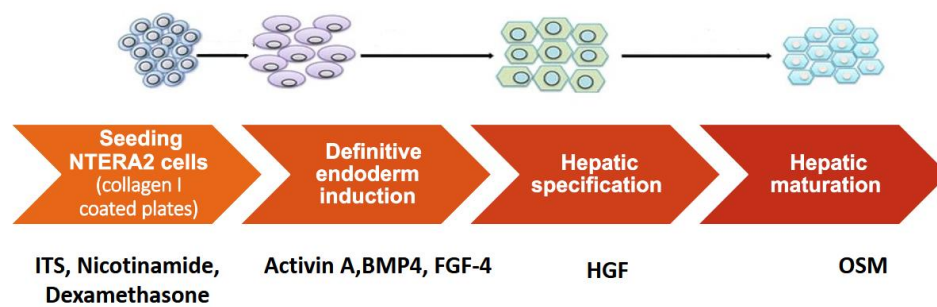 Seeding
NTERA2 cells
(collagen I
coated plates)
Definitive
endoderm
induction
Hepatic
specification
Hepatic
maturation
ITS, Nicotinamide,
Dexamethasone
Activin A,BMP4, FGF-4
HGF
OSM